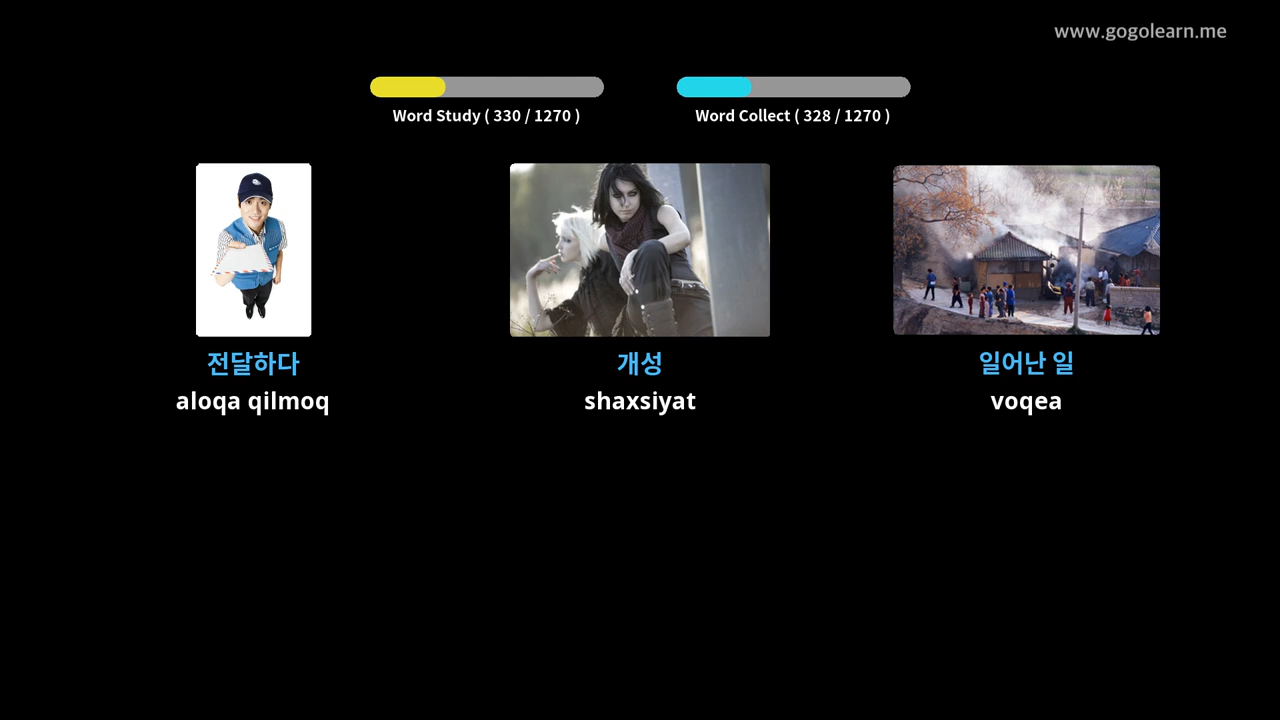 www.gogolearn.me
Word Study ( 330 / 1270 )
Word Collect ( 328 / 1270 )
전달하다
aloqa qilmoq
개성
shaxsiyat
일어난 일
voqea